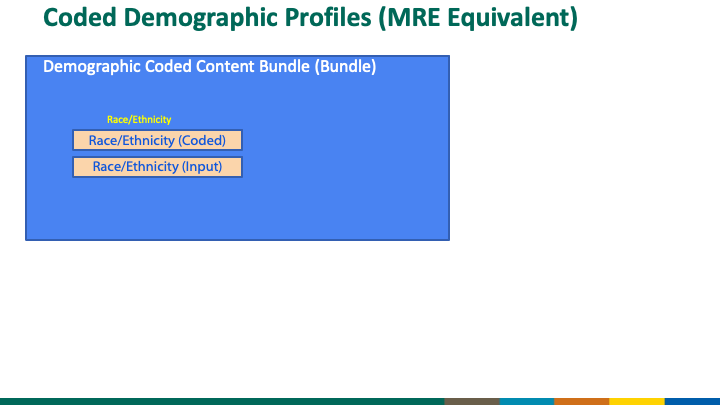 Coded Demographic Profiles (MRE Equivalent)
Demographic Coded Content Bundle (Bundle)
Race/Ethnicity
Race/Ethnicity (Coded)
Race/Ethnicity (Input)